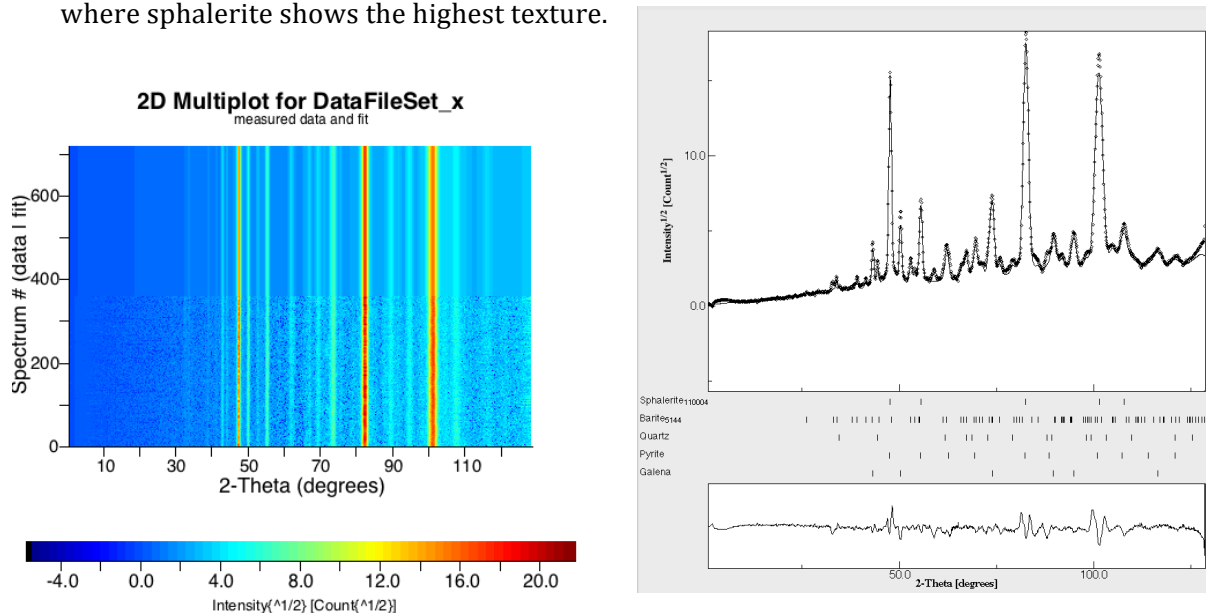 where sphalerite shows the highest texture.
2D Multiplot for DataFileSet_x
measured data and fit
Spectrum # (data | fit)
600
400
200
0
10 30 50 70 90 110
2-Theta (degrees)
-4.0 0.0 4.0 8.0 12.0 16.0 20.0
Intensity{^1/2} [Count{^1/2}]
Intensity1/2 [Count1/2]
10.0
0.0
Sphalerite110004
Barite5144
Quartz
Pyrite
Galena
50.0 100.0
2-Theta [degrees]